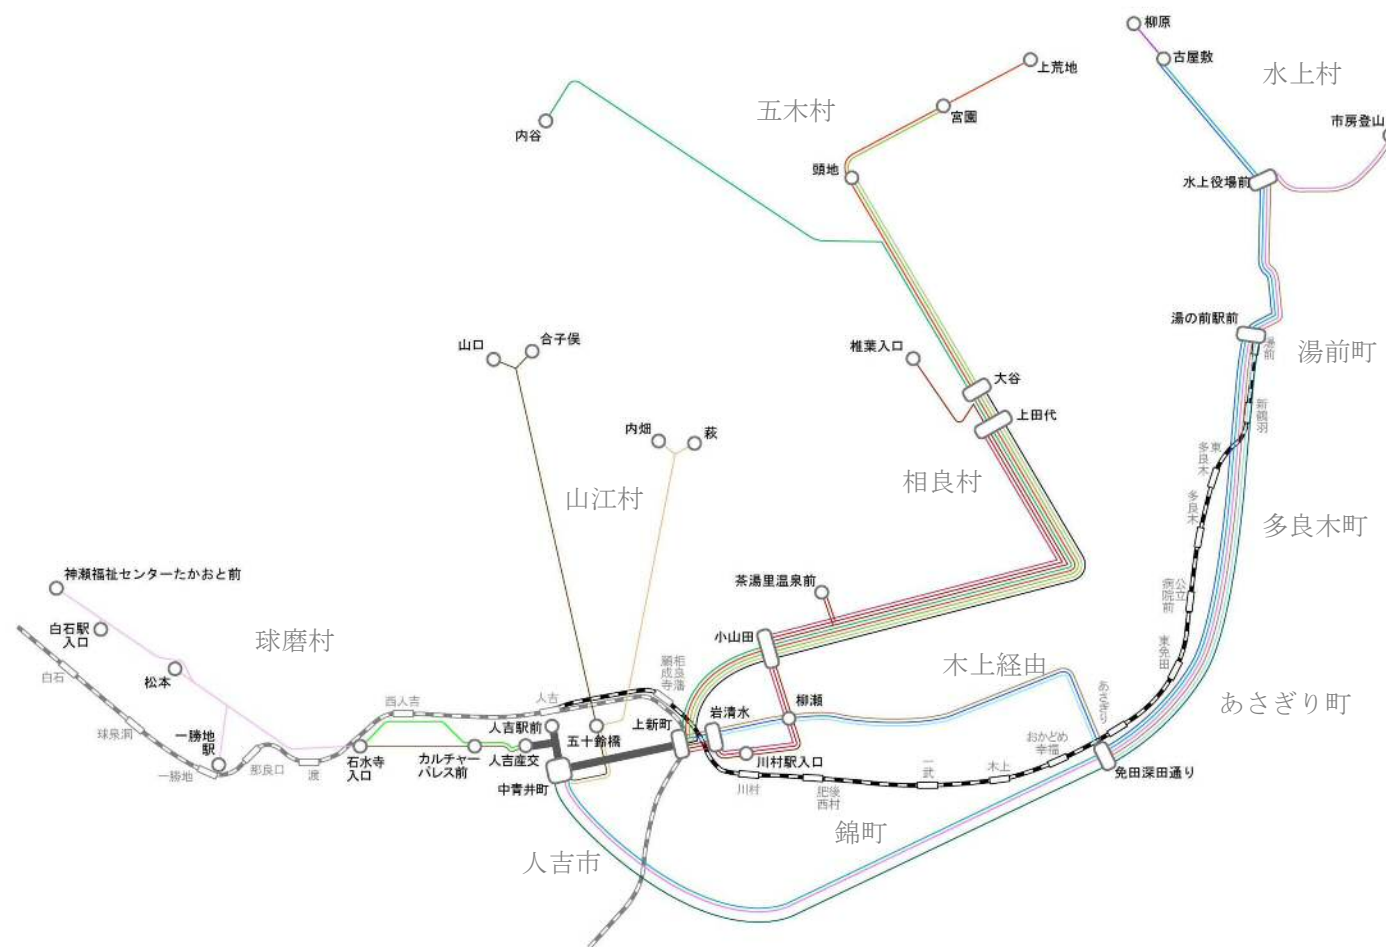 柳原
古屋敷
水上村
上荒地
宮園
五木村
市房登山
内谷
頭地
水上役場前
湯の前駅前
湯前
湯前町
山口
合子俣
椎葉入口
大谷
上田代
新鶴羽
内畑
萩
東
多良木
相良村
山江村
多良木
多良木町
神瀬福祉センターたかおと前
茶湯里温泉前
公立
病院前
白石駅
入口
球磨村
小山田
木上経由
東免田
白石
松本
相良藩
願成寺
あさぎり町
西人吉
人吉
柳瀬
あさぎり
球泉洞
一勝地
駅
人吉駅前
五十鈴橋
上新町
岩清水
おかどめ
幸福
一勝地
那良口
渡
石水寺
入口
カルチャー
パレス前
人吉産交
川村駅入口
免田深田通り
中青井町
川村
肥後
西村
一武
木上
錦町
人吉市